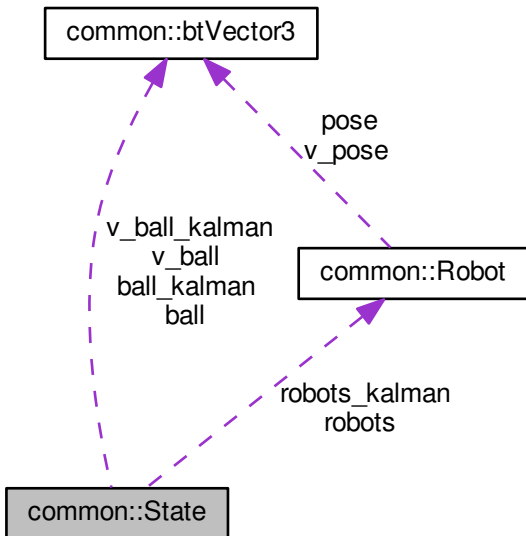 common::btVector3
pose
v_pose
v_ball_kalman
v_ball
ball_kalman
ball
common::Robot
robots_kalman
robots
common::State